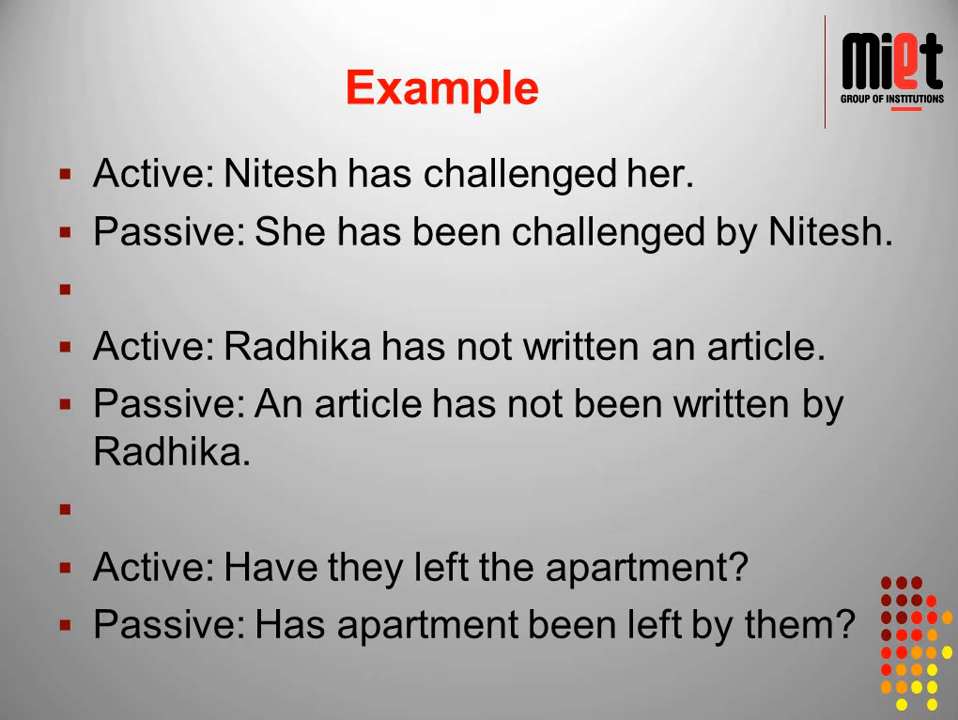 miet
GROUP OF INSTITUTIONS
Example
Active: Nitesh has challenged her.
Passive: She has been challenged by Nitesh.
Active: Radhika has not written an article.
Passive: An article has not been written by
Radhika.
Active: Have they left the apartment?
Passive: Has apartment been left by them?